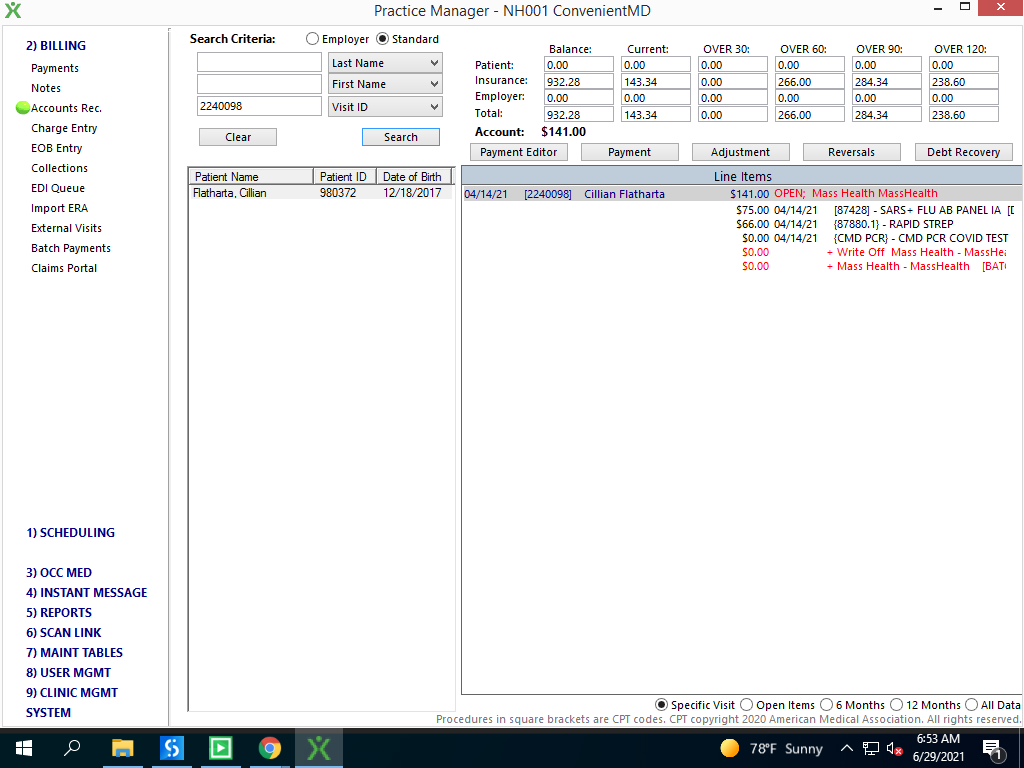 Practice Manager - NH001 ConvenientMD
2) BILLING
Payments
Notes
Accounts Rec.
Charge Entry
EOB Entry
Collections
EDI Queue
Import ERA
External Visits
Batch Payments
Claims Portal
1) SCHEDULING
3) OCC MED
4) INSTANT MESSAGE
5) REPORTS
6) SCAN LINK
7) MAINT TABLES
8) USER MGMT
9) CLINIC MGMT
SYSTEM
Search Criteria: Employer Standard
Last Name
First Name
2240098 Visit ID
Clear Search
Balance: Current: OVER 30: OVER 60: OVER 90: OVER 120:
Patient: 0.00 0.00 0.00 0.00 0.00 0.00
Insurance: 932.28 143.34 0.00 266.00 284.34 238.60
Employer: 0.00 0.00 0.00 0.00 0.00 0.00
Total: 932.28 143.34 0.00 266.00 284.34 238.60
Account: $141.00
Payment Editor Payment Adjustment Reversals Debt Recovery
Patient Name Patient ID Date of Birth
Flatharta, Cillian 980372 12/18/2017
Line Items
04/14/21 [2240098] Cillian Flatharta $141.00 OPEN; Mass Health MassHealth
$75.00 04/14/21 [87428] - SARS+ FLU AB PANEL IA [D
$66.00 04/14/21 {87880.1} - RAPID STREP
$0.00 04/14/21 {CMD PCR} - CMD PCR COVID TEST
$0.00 + Write Off Mass Health - MassHea
$0.00 + Mass Health - MassHealth [BAT
Specific Visit Open Items 6 Months 12 Months All Data
Procedures in square brackets are CPT codes. CPT copyright 2020 American Medical Association. All rights reserved.
78°F Sunny
6:53 AM
6/29/2021
1